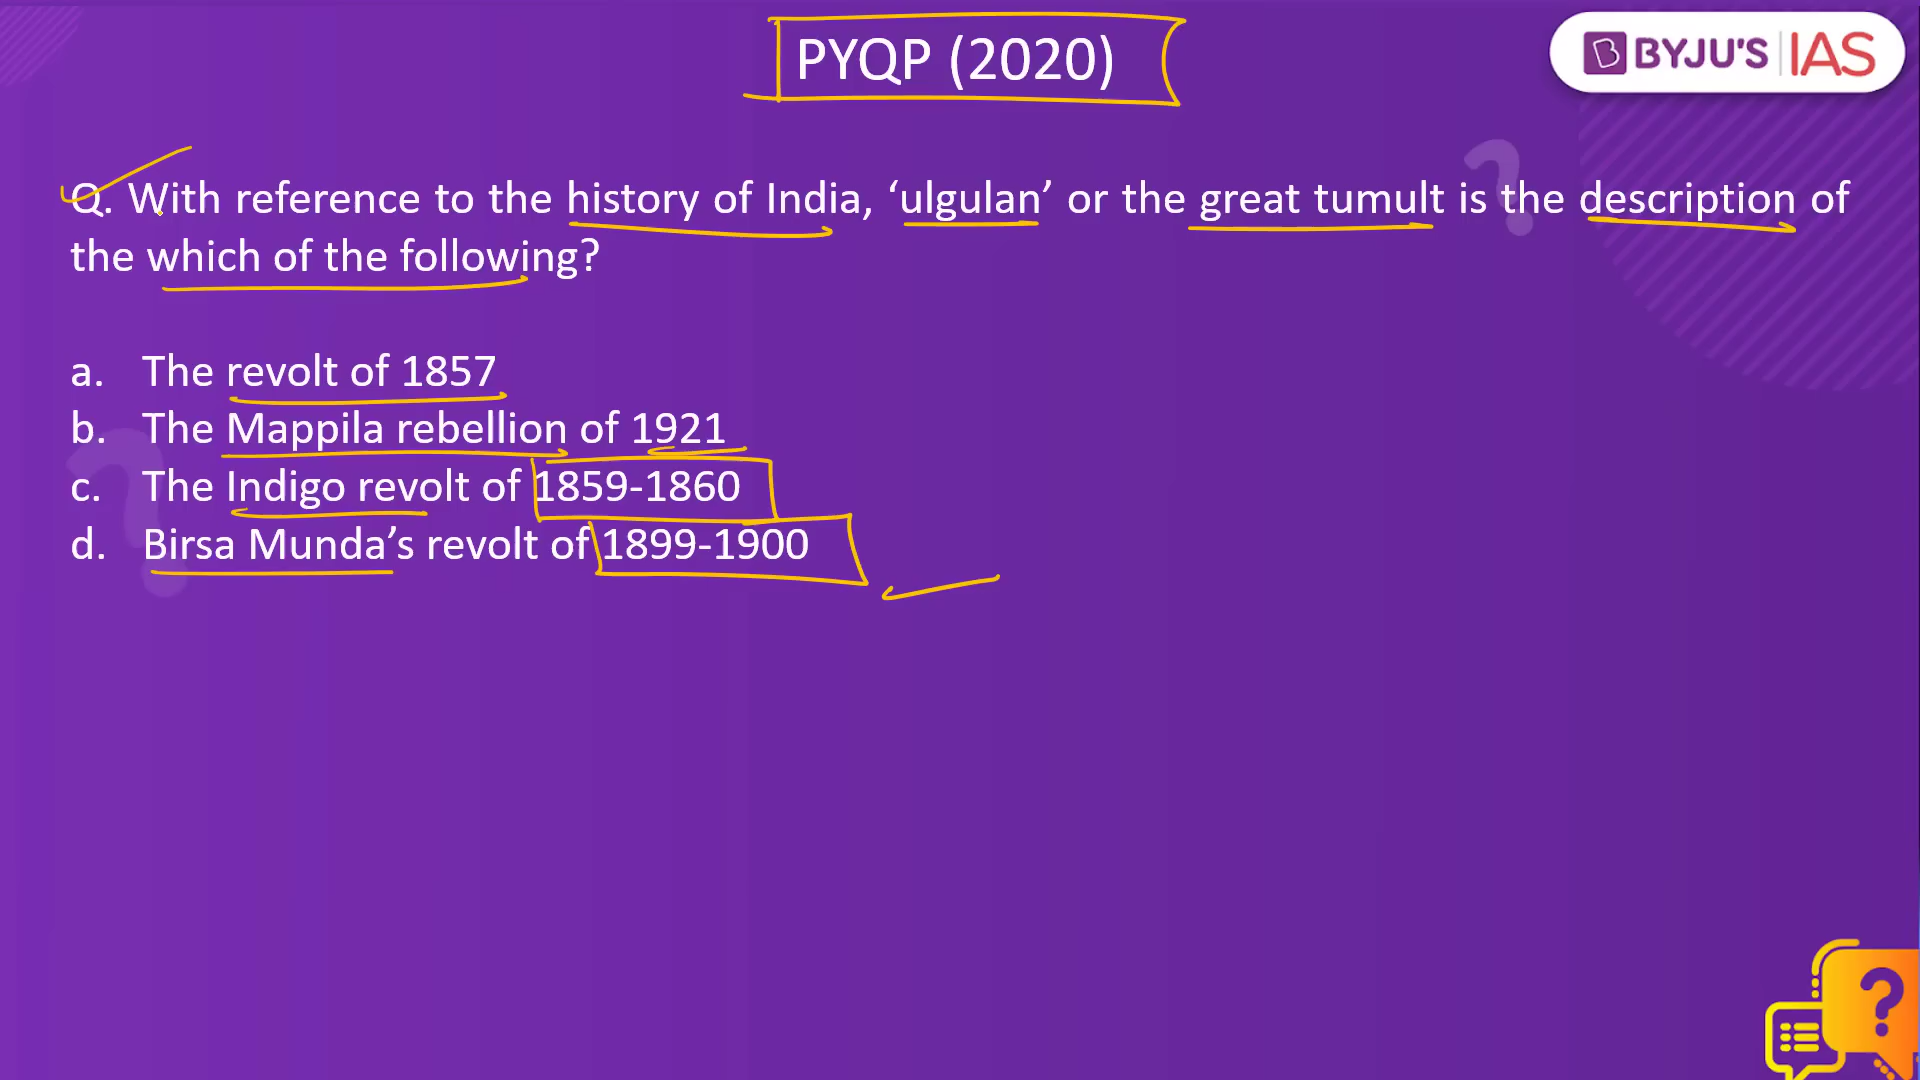 PYQP (2020)
BYJU'S IAS
Q. With reference to the history of India, ‘ulgulan’ or the great tumult is the description of
the which of the following?
a. The revolt of 1857
b. The Mappila rebellion of 1921
c. The Indigo revolt of 1859-1860
d. Birsa Munda’s revolt of 1899-1900